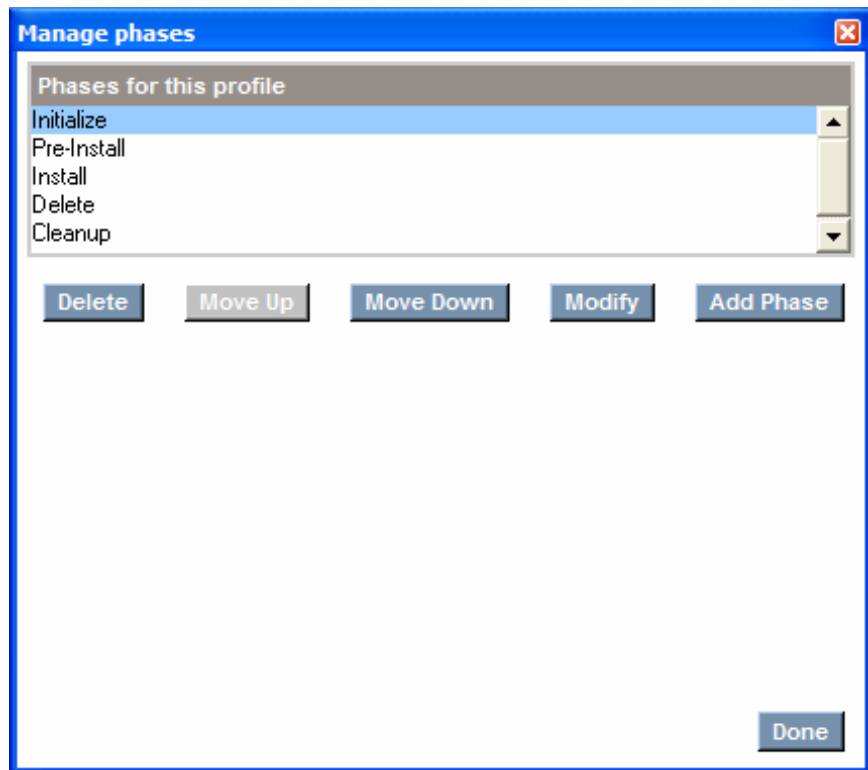 Manage phases
Phases for this profile
Initialize
Pre-Install
Install
Delete
Cleanup
Delete Move Up Move Down Modify Add Phase
Done